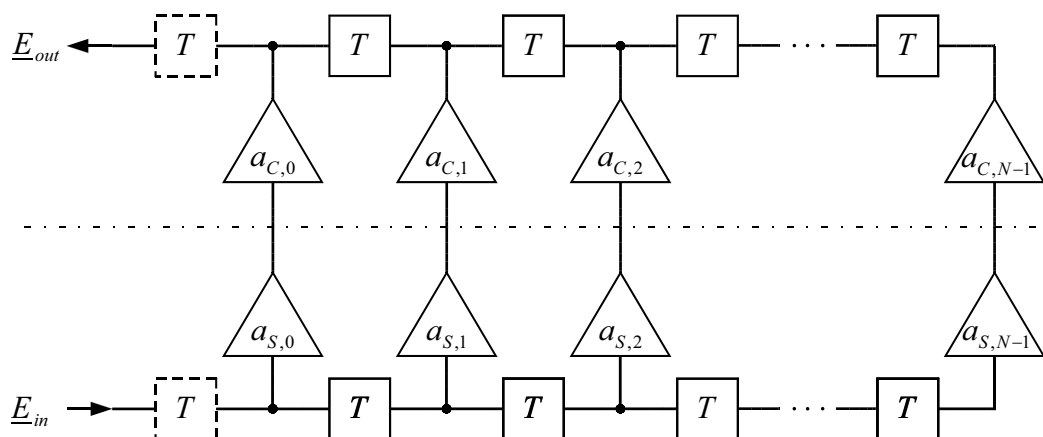 E_out T T T T · · · T
a_C,0 a_C,1 a_C,2 a_C,N−1
a_S,0 a_S,1 a_S,2 a_S,N−1
E_in T T T T · · · T